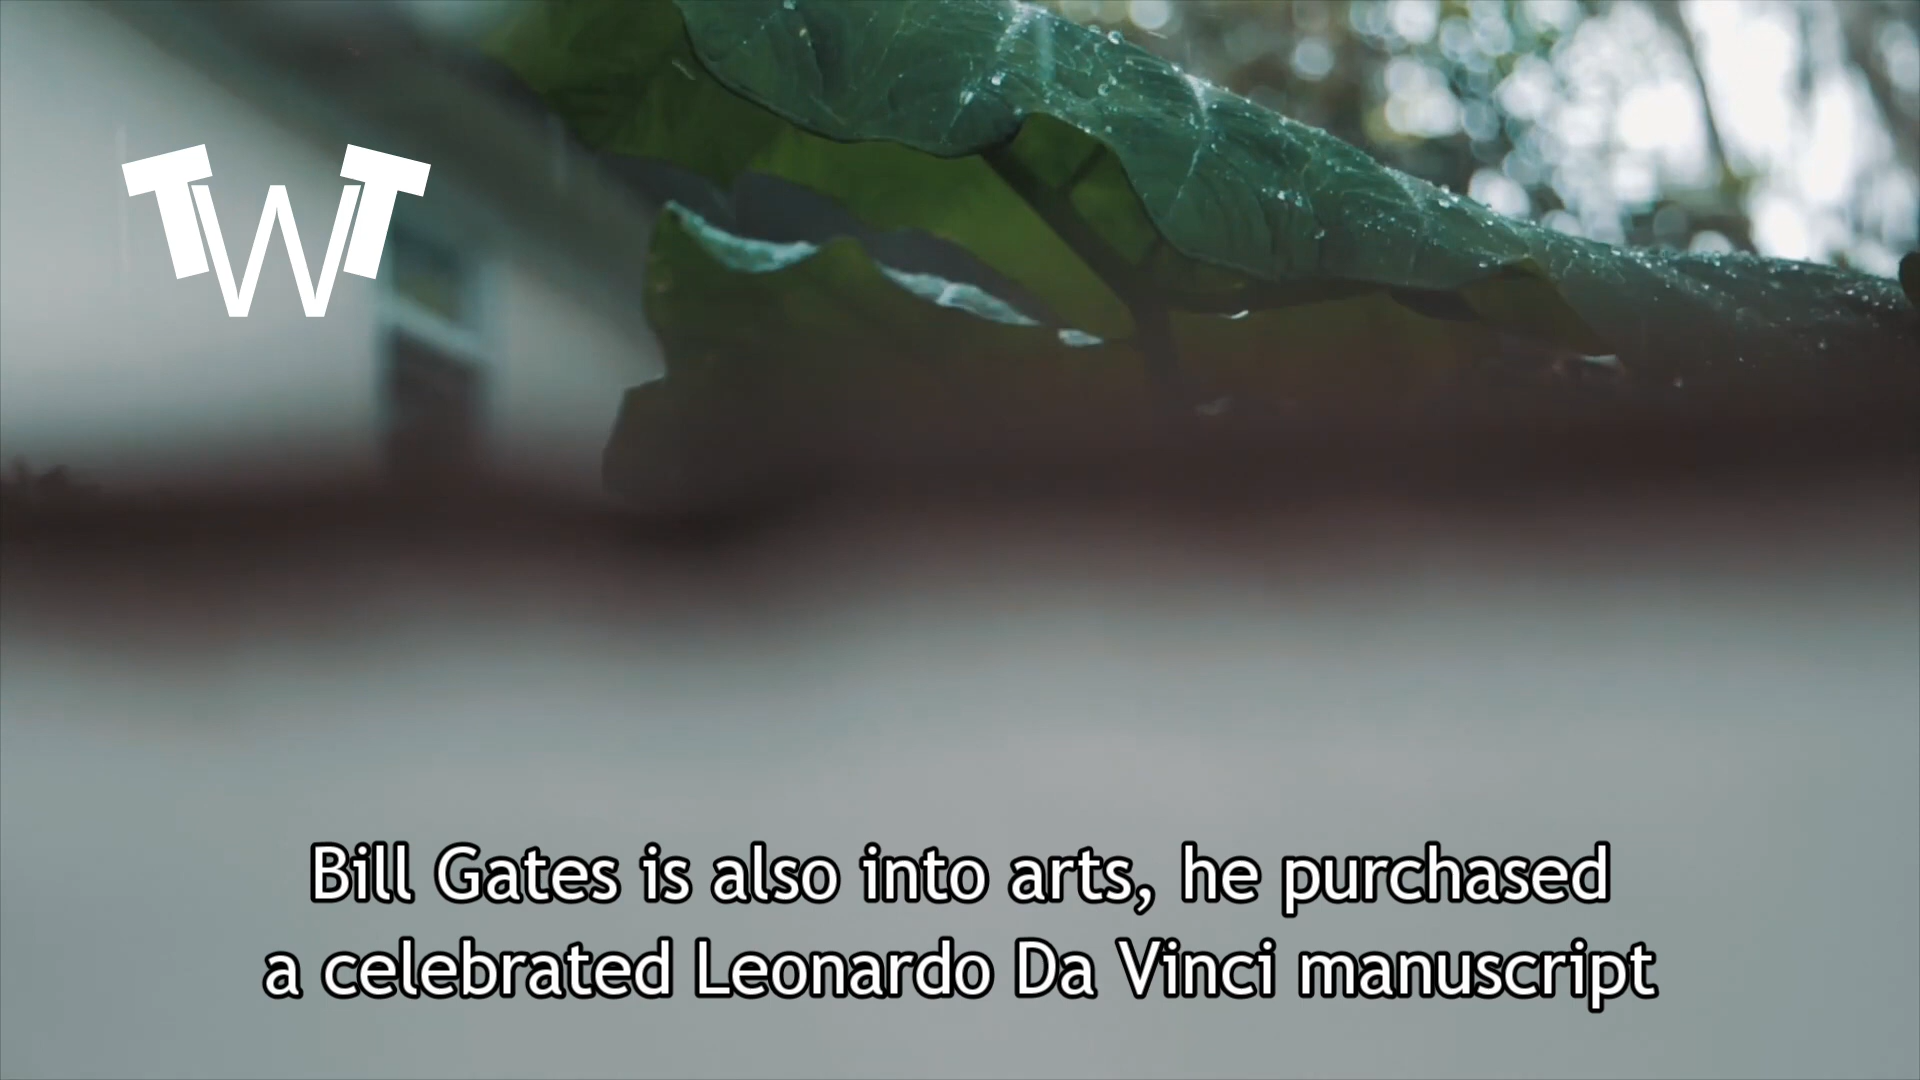 TWT
Bill Gates is also into arts, he purchased
a celebrated Leonardo Da Vinci manuscript